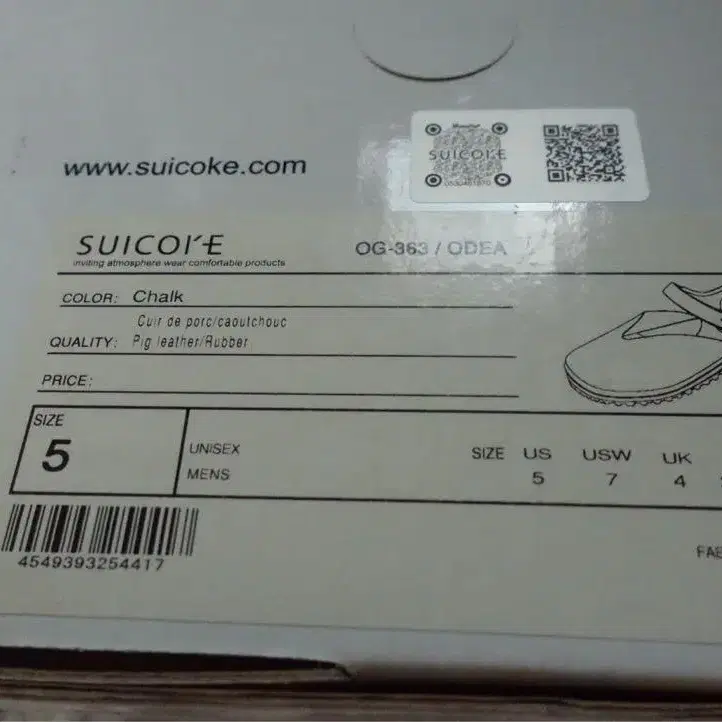 www.suicoke.com
SUICOKE
SUICOKE
inviting atmosphere wear comfortable products
OG-363 / ODEA
COLOR: Chalk
Cuir de porc/caoutchouc
QUALITY: Pig leather/Rubber
PRICE:
SIZE
5
UNISEX
MENS
SIZE US USW UK
5 7 4
4549393254417